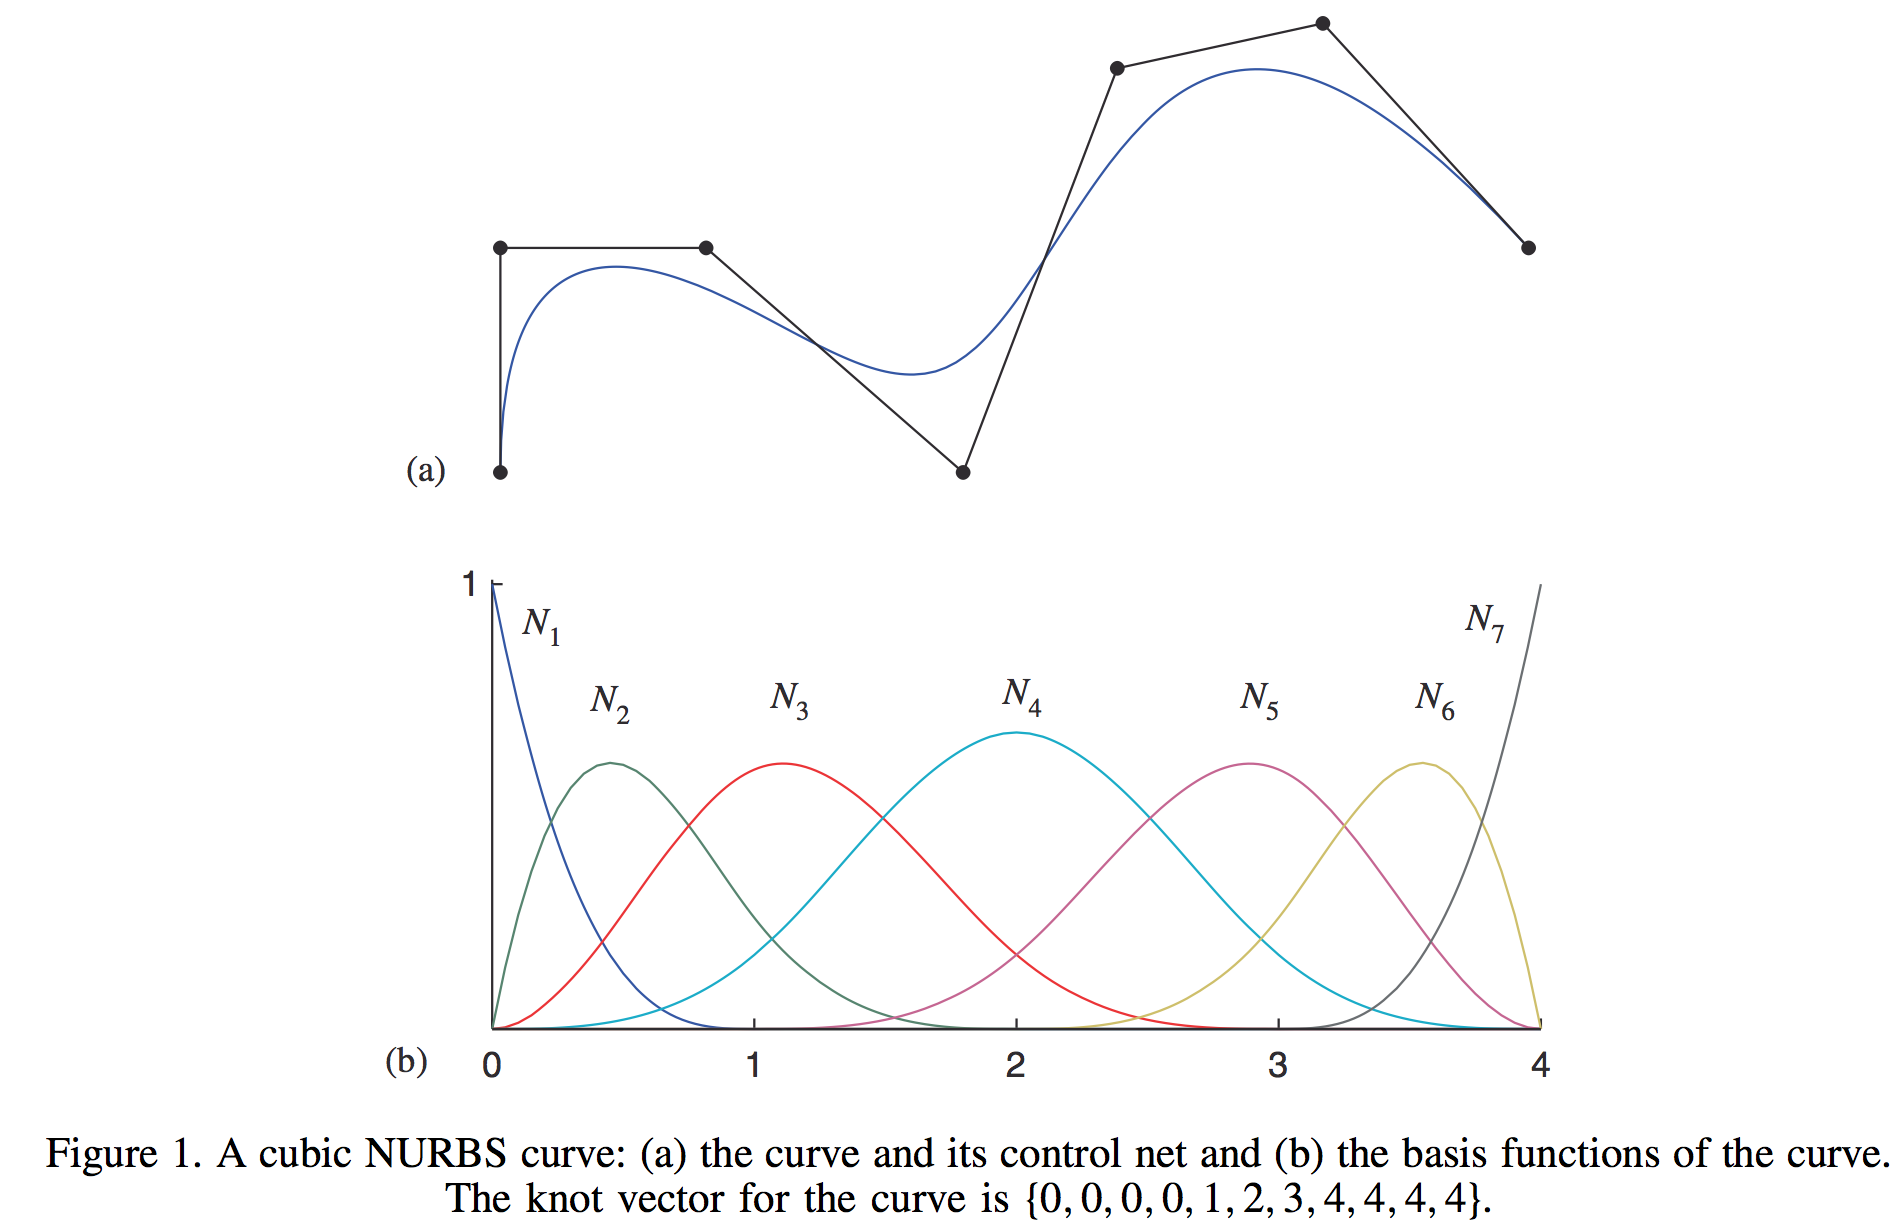 (a)
1
N1
N2
N3
N4
N5
N6
N7
(b)
0 1 2 3 4
Figure 1. A cubic NURBS curve: (a) the curve and its control net and (b) the basis functions of the curve.
The knot vector for the curve is {0, 0, 0, 0, 1, 2, 3, 4, 4, 4, 4}.